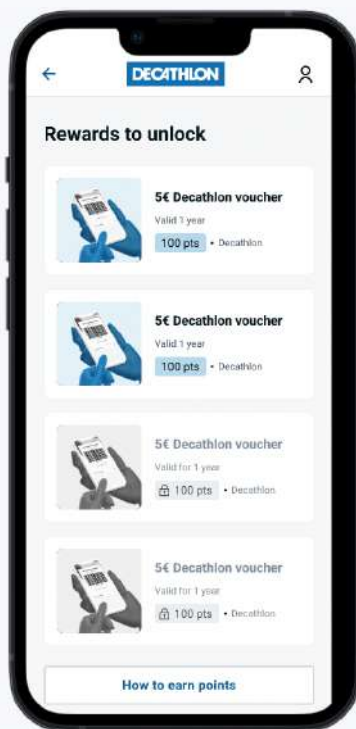 DECATHLON
Rewards to unlock
5€ Decathlon voucher
Valid 1 year
100 pts • Decathlon
5€ Decathlon voucher
Valid 1 year
100 pts • Decathlon
5€ Decathlon voucher
Valid for 1 year
100 pts • Decathlon
5€ Decathlon voucher
Valid for 1 year
100 pts • Decathlon
How to earn points